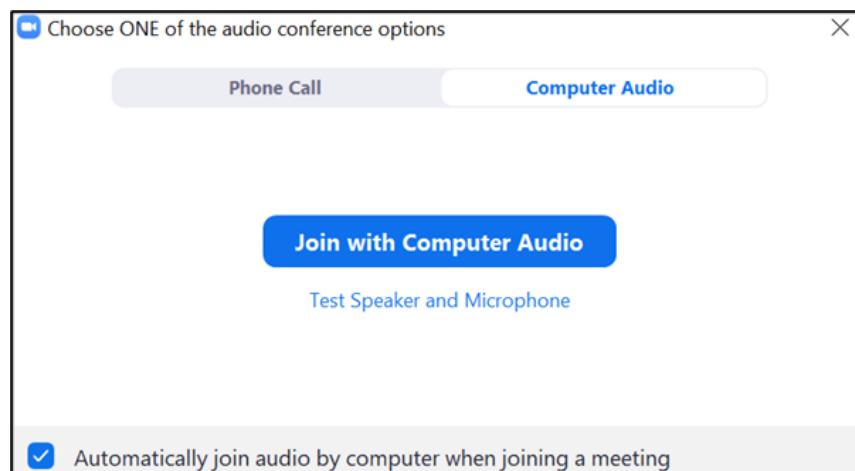 Choose ONE of the audio conference options
Phone Call
Computer Audio
Join with Computer Audio
Test Speaker and Microphone
Automatically join audio by computer when joining a meeting